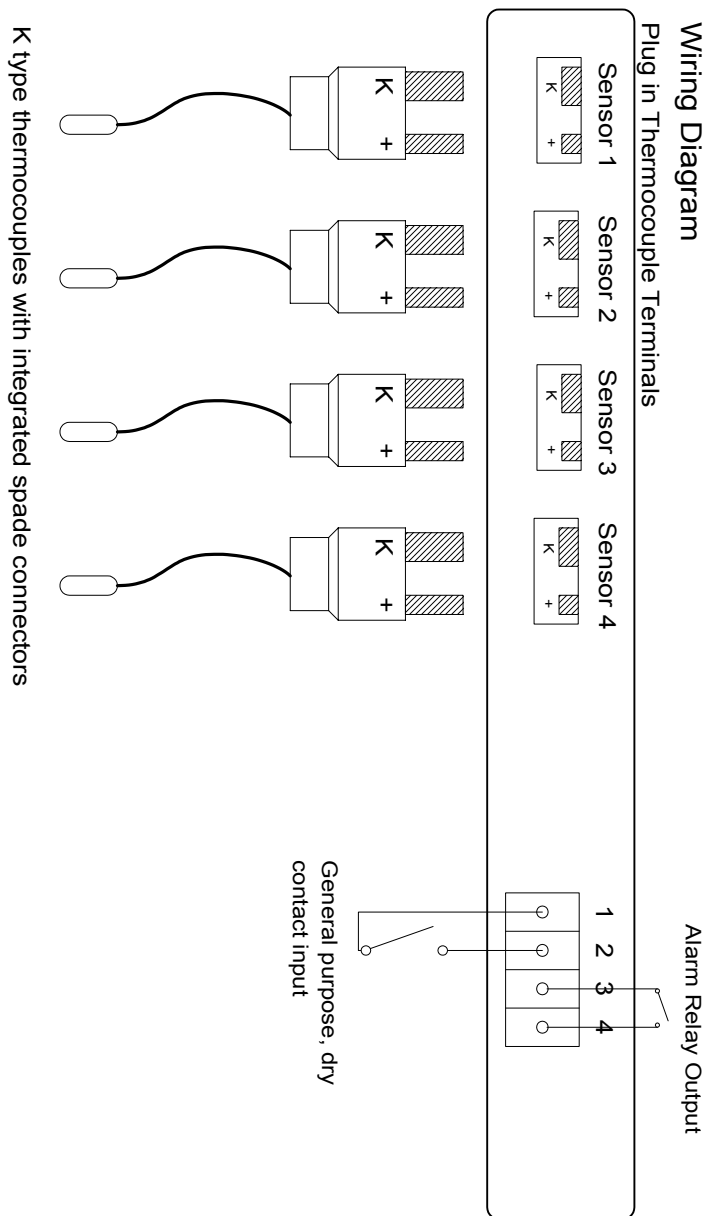 Wiring Diagram
Plug in Thermocouple Terminals
Alarm Relay Output
Sensor 1
Sensor 2
Sensor 3
Sensor 4
1
2
3
4
K +
K +
K +
K +
K +
K +
K +
K +
General purpose, dry
contact input
K type thermocouples with integrated spade connectors